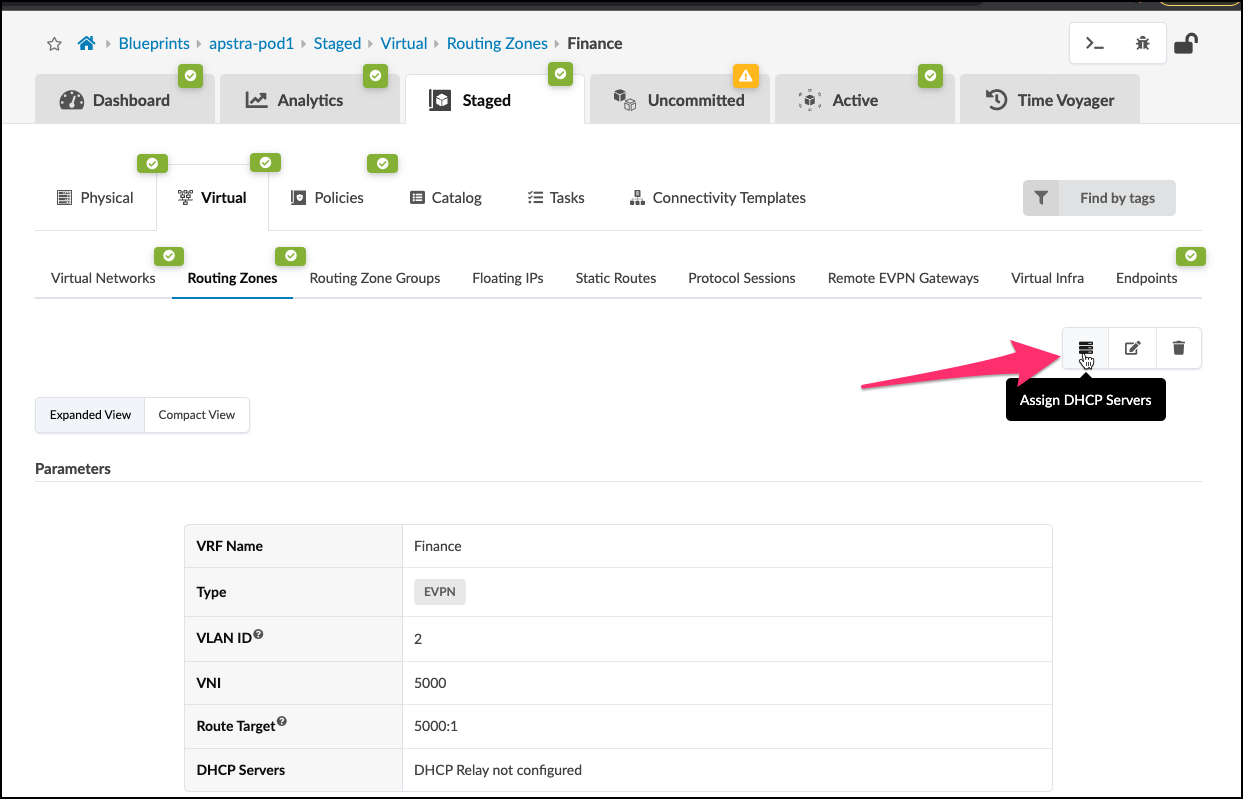 Blueprints apstra-pod1 Staged Virtual Routing Zones Finance
Dashboard Analytics Staged Uncommitted Active Time Voyager
Physical Virtual Policies Catalog Tasks Connectivity Templates Find by tags
Virtual Networks Routing Zones Routing Zone Groups Floating IPs Static Routes Protocol Sessions Remote EVPN Gateways Virtual Infra Endpoints
Assign DHCP Servers
Expanded View Compact View
Parameters
VRF Name Finance
Type EVPN
VLAN ID 2
VNI 5000
Route Target 5000:1
DHCP Servers DHCP Relay not configured